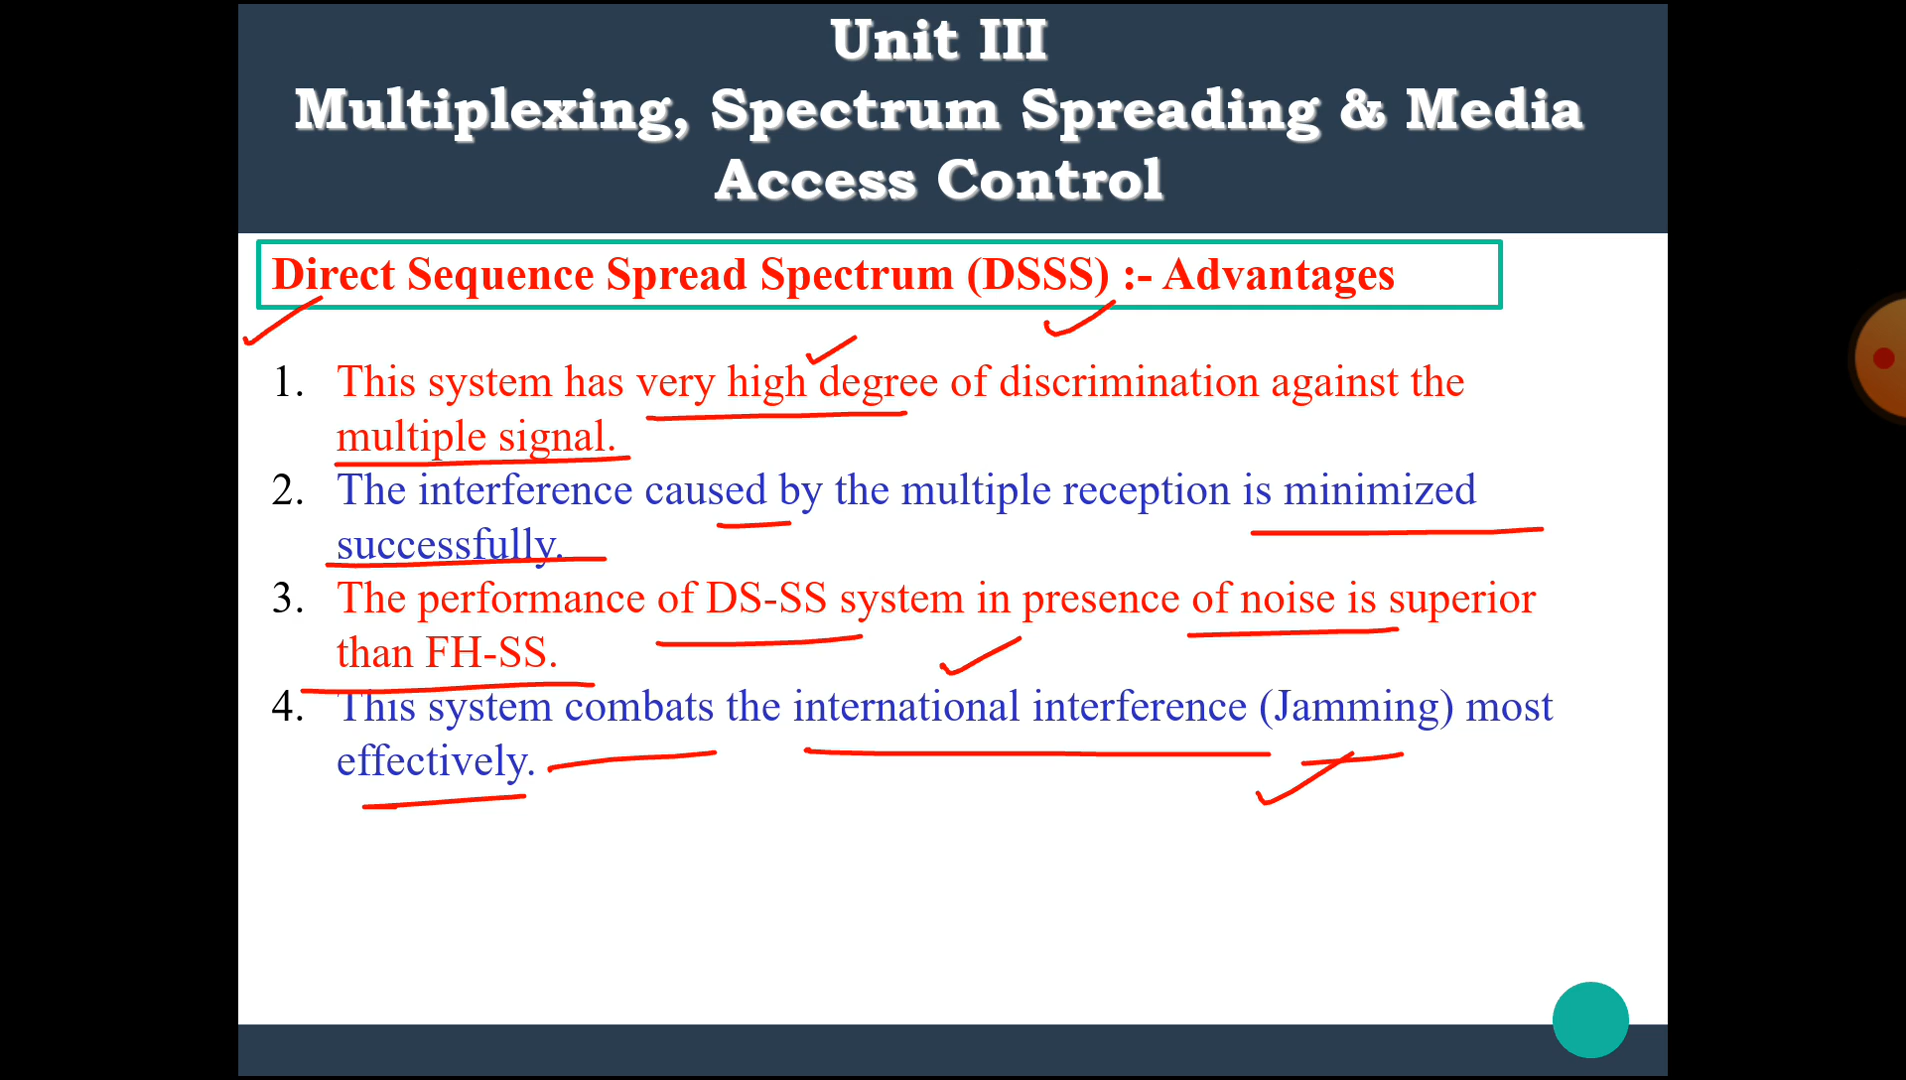 Unit III
Multiplexing, Spectrum Spreading & Media
Access Control
Direct Sequence Spread Spectrum (DSSS) :- Advantages
1. This system has very high degree of discrimination against the
multiple signal.
2. The interference caused by the multiple reception is minimized
successfully.
3. The performance of DS-SS system in presence of noise is superior
than FH-SS.
4. This system combats the international interference (Jamming) most
effectively.